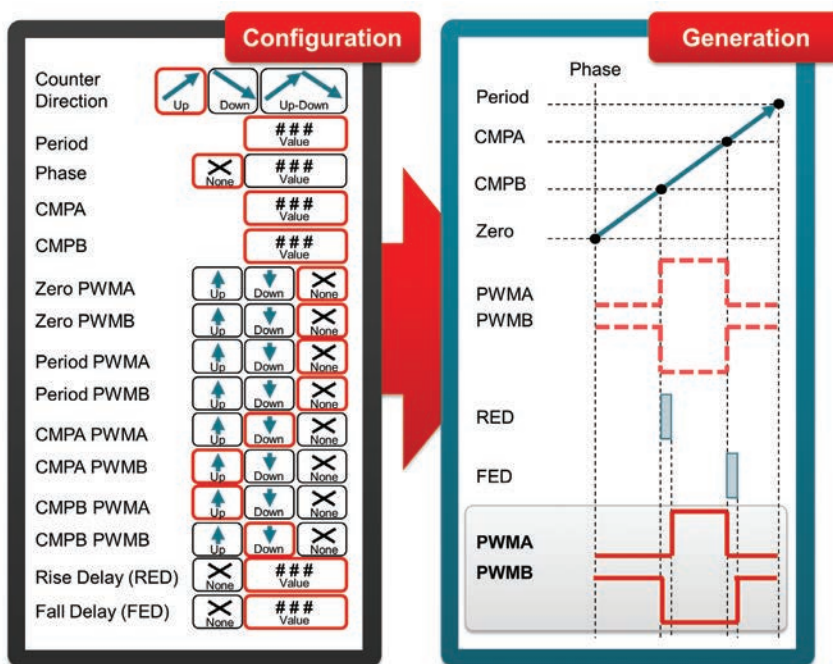 Configuration
Counter
Direction
Up
Down
Up-Down
Period
###
Value
Phase
None
###
Value
CMPA
###
Value
CMPB
###
Value
Zero PWMA
Up
Down
None
Zero PWMB
Up
Down
None
Period PWMA
Up
Down
None
Period PWMB
Up
Down
None
CMPA PWMA
Up
Down
None
CMPA PWMB
Up
Down
None
CMPB PWMA
Up
Down
None
CMPB PWMB
Up
Down
None
Rise Delay (RED)
None
###
Value
Fall Delay (FED)
None
###
Value
Generation
Phase
Period
CMPA
CMPB
Zero
PWMA
PWMB
RED
FED
PWMA
PWMB